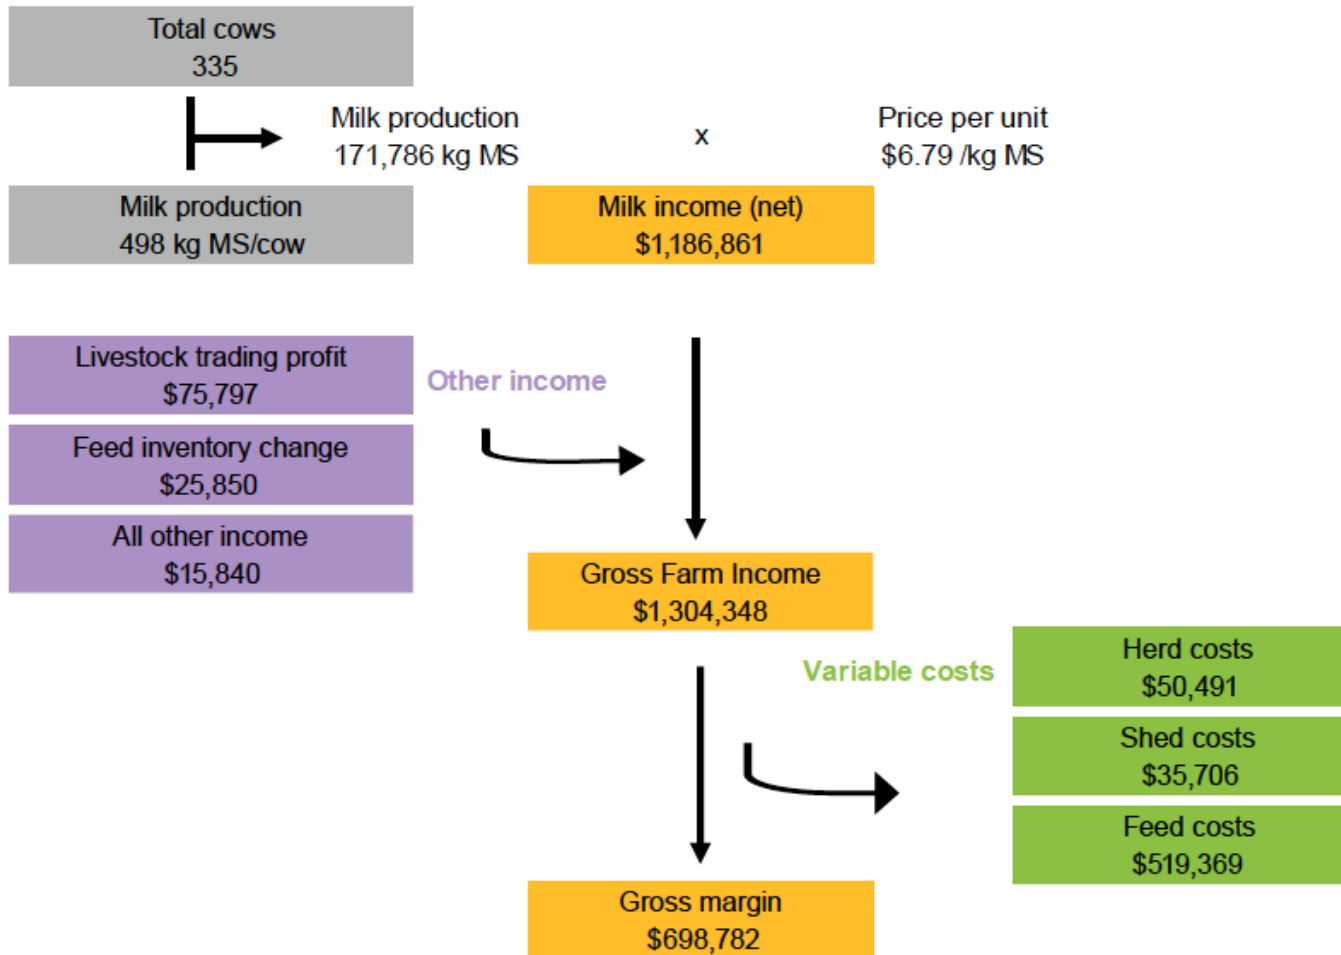 Total cows
335
Milk production
171,786 kg MS
x
Price per unit
$6.79 /kg MS
Milk production
498 kg MS/cow
Milk income (net)
$1,186,861
Livestock trading profit
$75,797
Other income
Feed inventory change
$25,850
All other income
$15,840
Gross Farm Income
$1,304,348
Variable costs
Herd costs
$50,491
Shed costs
$35,706
Feed costs
$519,369
Gross margin
$698,782